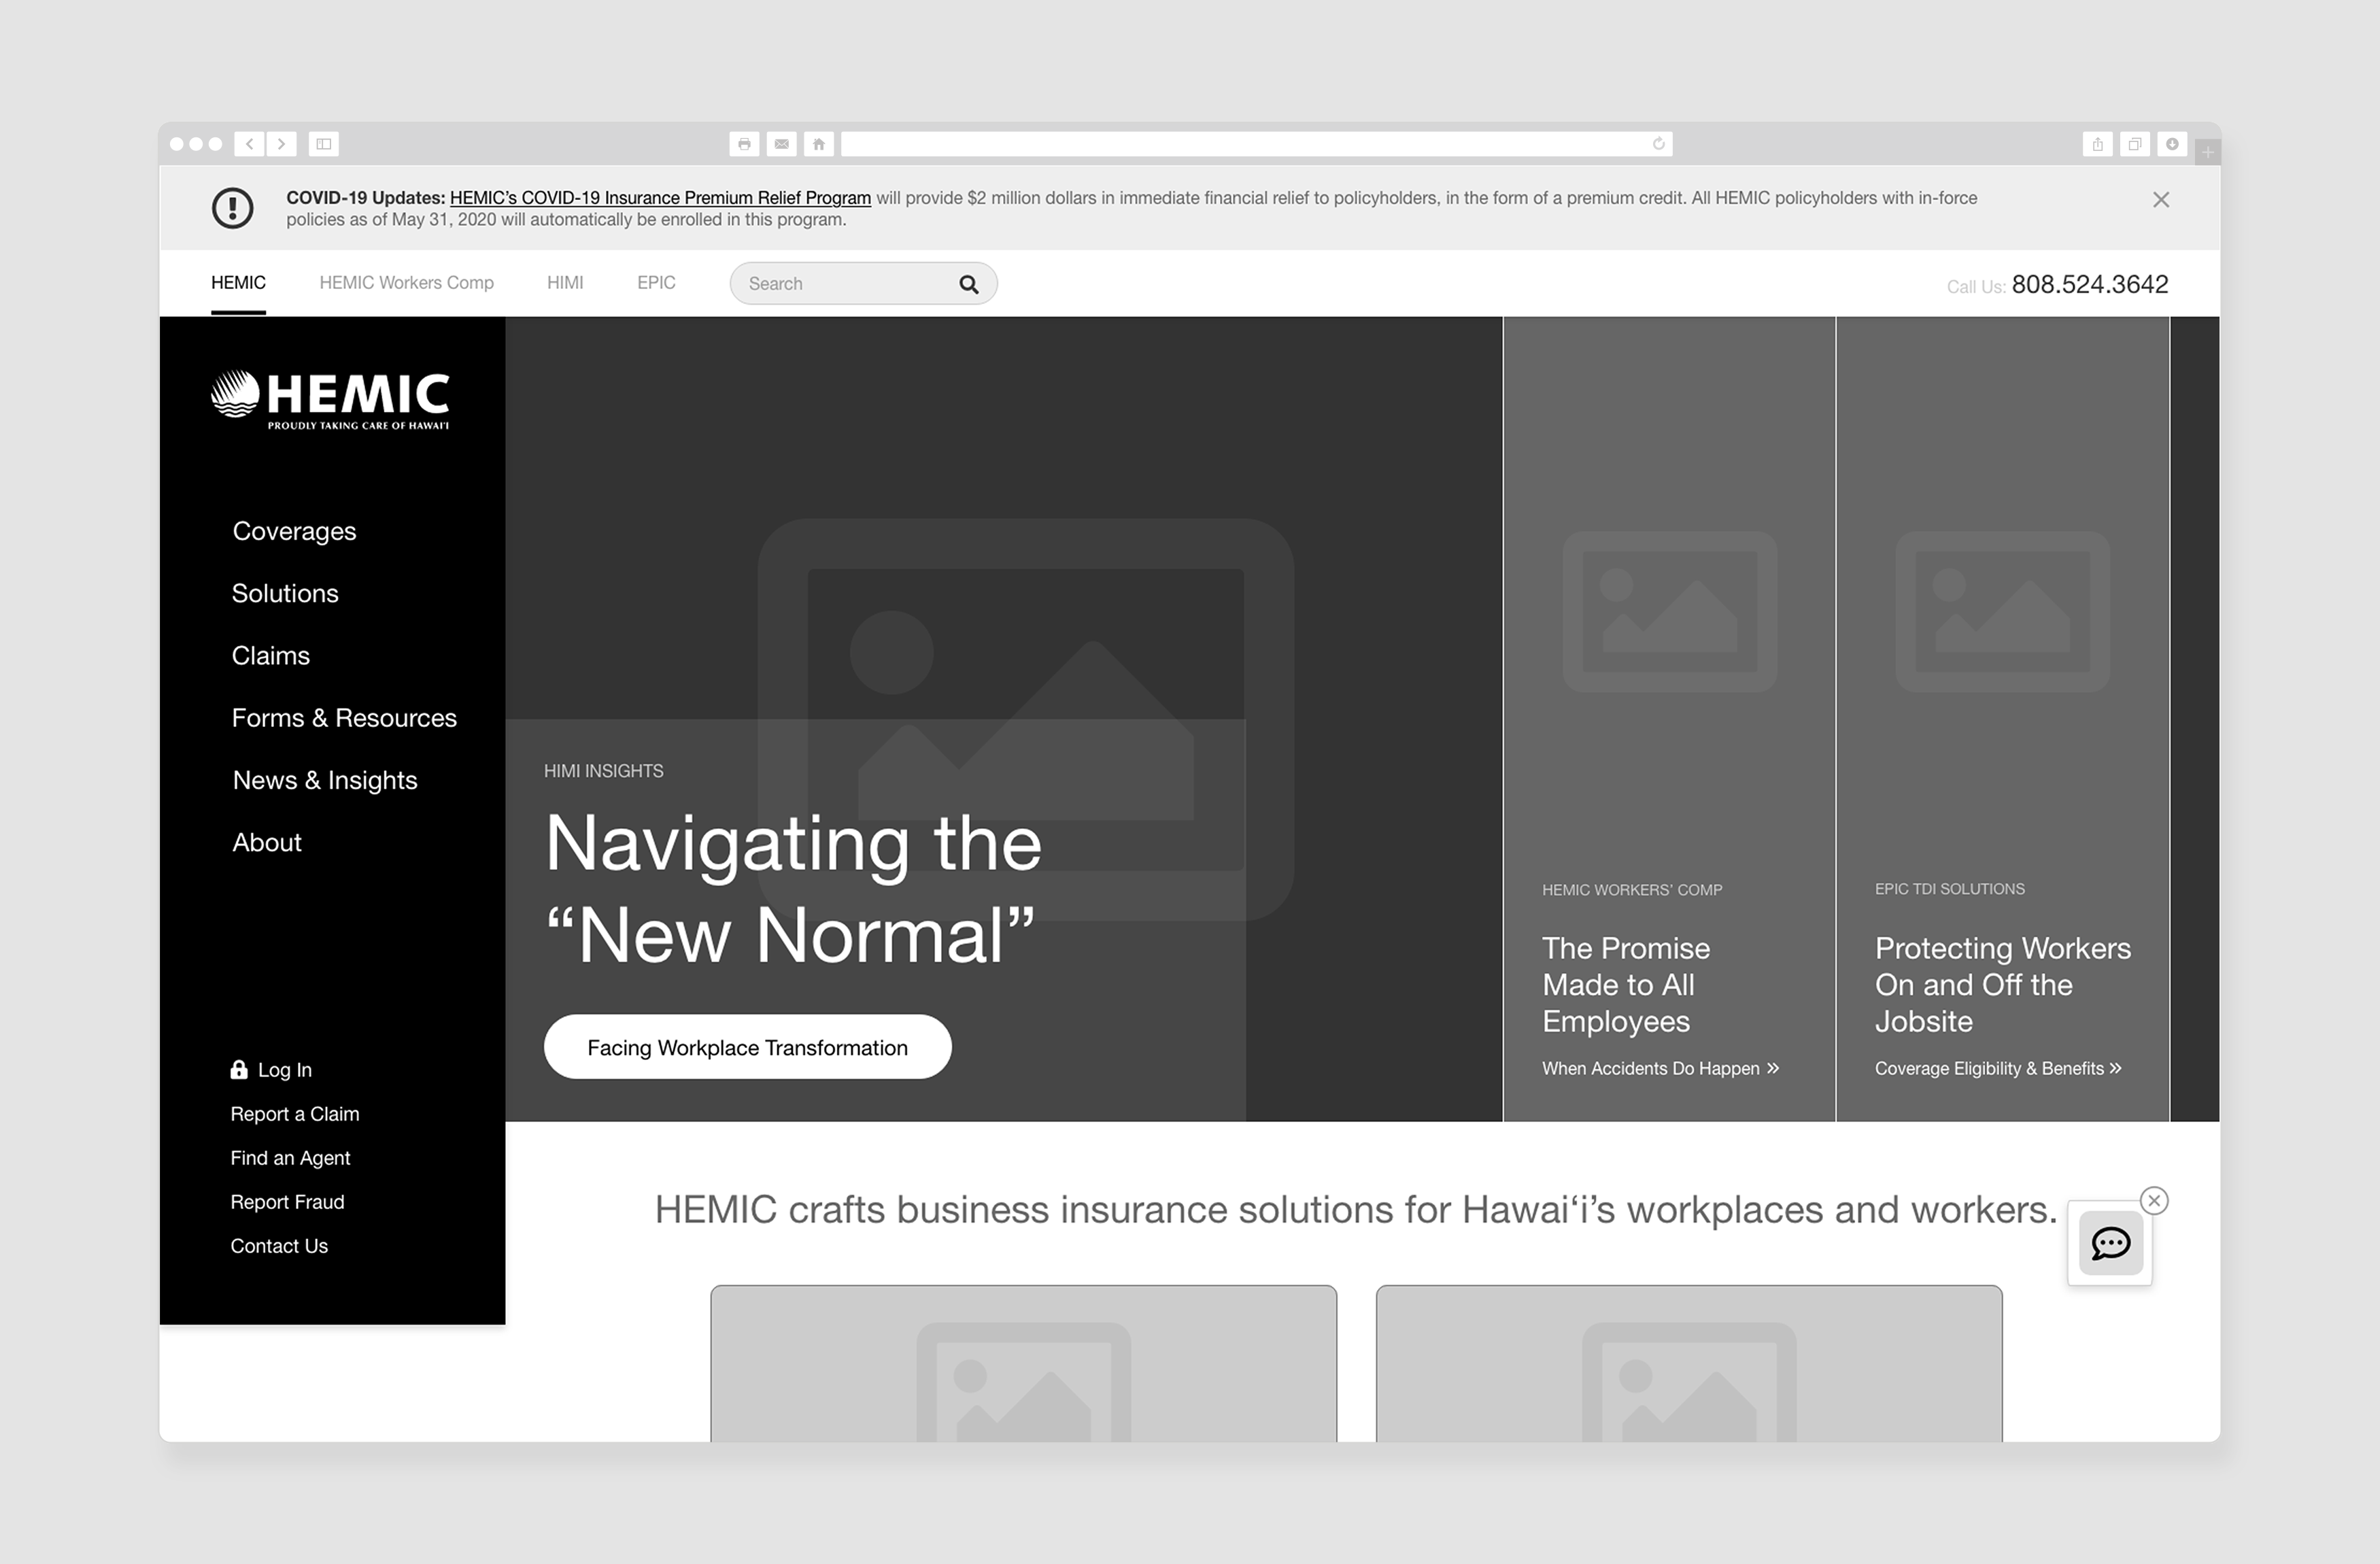 COVID-19 Updates: HEMIC’s COVID-19 Insurance Premium Relief Program will provide $2 million dollars in immediate financial relief to policyholders, in the form of a premium credit. All HEMIC policyholders with in-force
policies as of May 31, 2020 will automatically be enrolled in this program.
HEMIC HEMIC Workers Comp HIMI EPIC Search Call Us: 808.524.3642
HEMIC
PROUDLY TAKING CARE OF HAWAI‘I
Coverages
Solutions
Claims
Forms & Resources
News & Insights
About
Log In
Report a Claim
Find an Agent
Report Fraud
Contact Us
HIMI INSIGHTS
Navigating the
“New Normal”
Facing Workplace Transformation
HEMIC WORKERS’ COMP
The Promise
Made to All
Employees
When Accidents Do Happen »
EPIC TDI SOLUTIONS
Protecting Workers
On and Off the
Jobsite
Coverage Eligibility & Benefits »
HEMIC crafts business insurance solutions for Hawai‘i’s workplaces and workers.